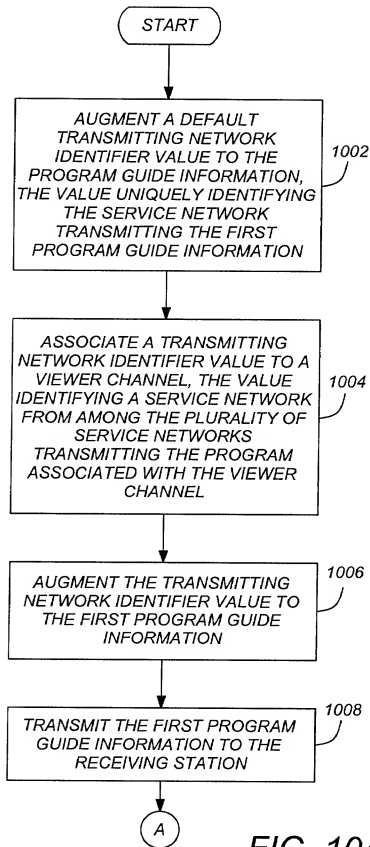 START
AUGMENT A DEFAULT
TRANSMITTING NETWORK
IDENTIFIER VALUE TO THE
PROGRAM GUIDE INFORMATION,
THE VALUE UNIQUELY IDENTIFYING
THE SERVICE NETWORK
TRANSMITTING THE FIRST
PROGRAM GUIDE INFORMATION
1002
ASSOCIATE A TRANSMITTING
NETWORK IDENTIFIER VALUE TO A
VIEWER CHANNEL, THE VALUE
IDENTIFYING A SERVICE NETWORK
FROM AMONG THE PLURALITY OF
SERVICE NETWORKS
TRANSMITTING THE PROGRAM
ASSOCIATED WITH THE VIEWER
CHANNEL
1004
AUGMENT THE TRANSMITTING
NETWORK IDENTIFIER VALUE TO
THE FIRST PROGRAM GUIDE
INFORMATION
1006
TRANSMIT THE FIRST PROGRAM
GUIDE INFORMATION TO THE
RECEIVING STATION
1008
A
FIG.